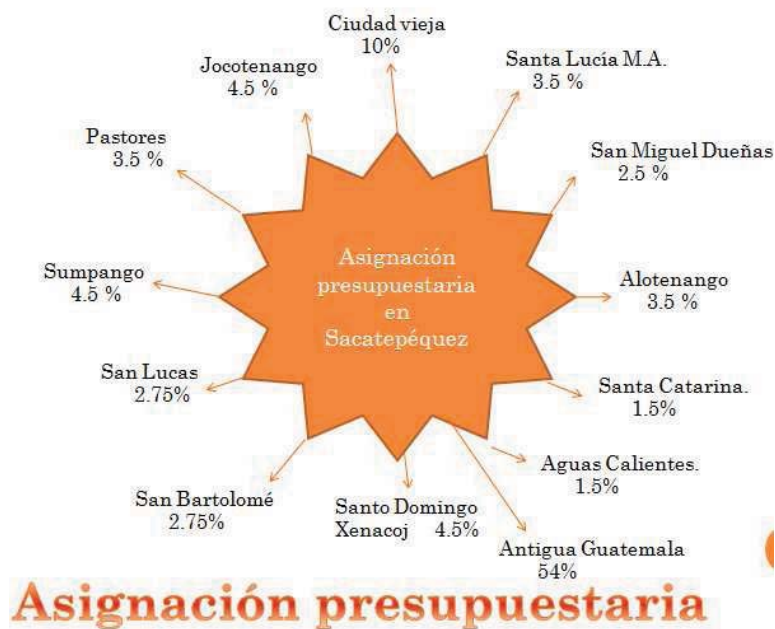 Ciudad vieja
10%
Santa Lucía M.A.
3.5 %
San Miguel Dueñas
2.5 %
Alotenango
3.5 %
Santa Catarina.
1.5%
Aguas Calientes.
1.5%
Antigua Guatemala
54%
Santo Domingo
Xenacoj 4.5%
San Bartolomé
2.75%
San Lucas
2.75%
Sumpango
4.5 %
Pastores
3.5 %
Jocotenango
4.5 %
Asignación
presupuestaria
en
Sacatepéquez
Asignación presupuestaria